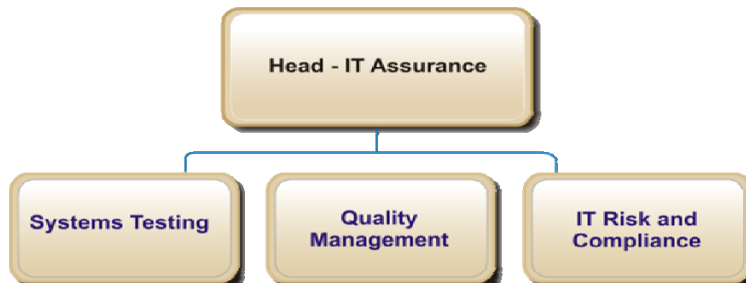 Head - IT Assurance
Systems Testing
Quality
Management
IT Risk and
Compliance